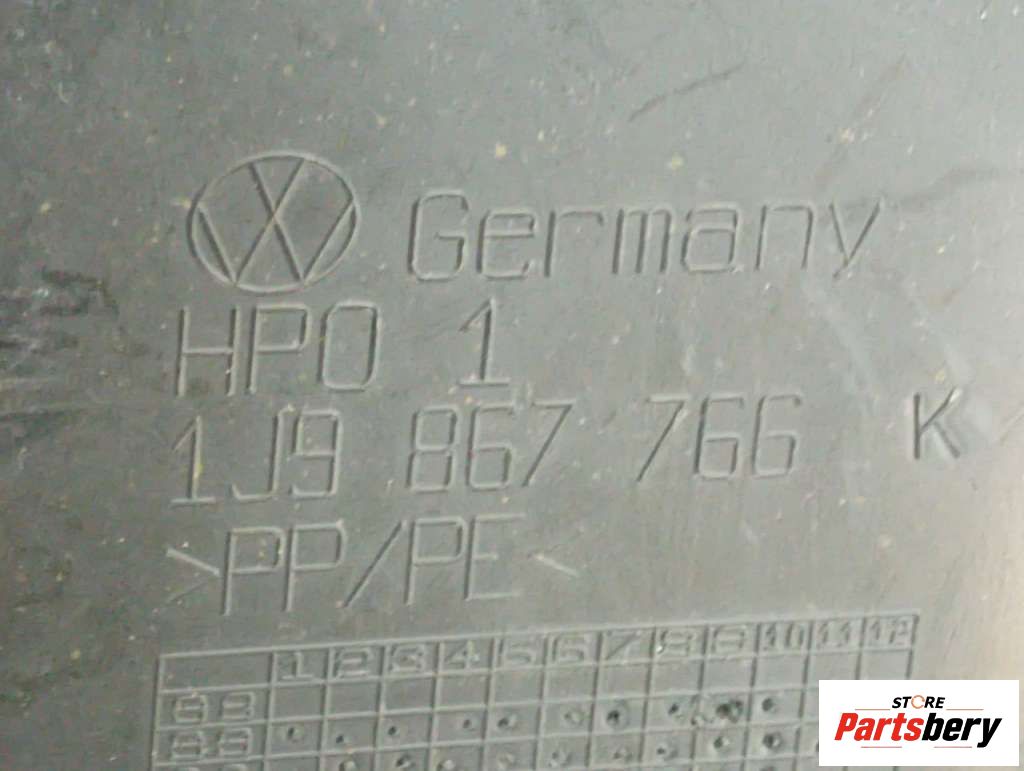 Germany
HPO 1
1J9 867 766 K
>PP/PE<
1 2 3 4 5 6 7 8 9 10 11 12
STORE
Partsbery